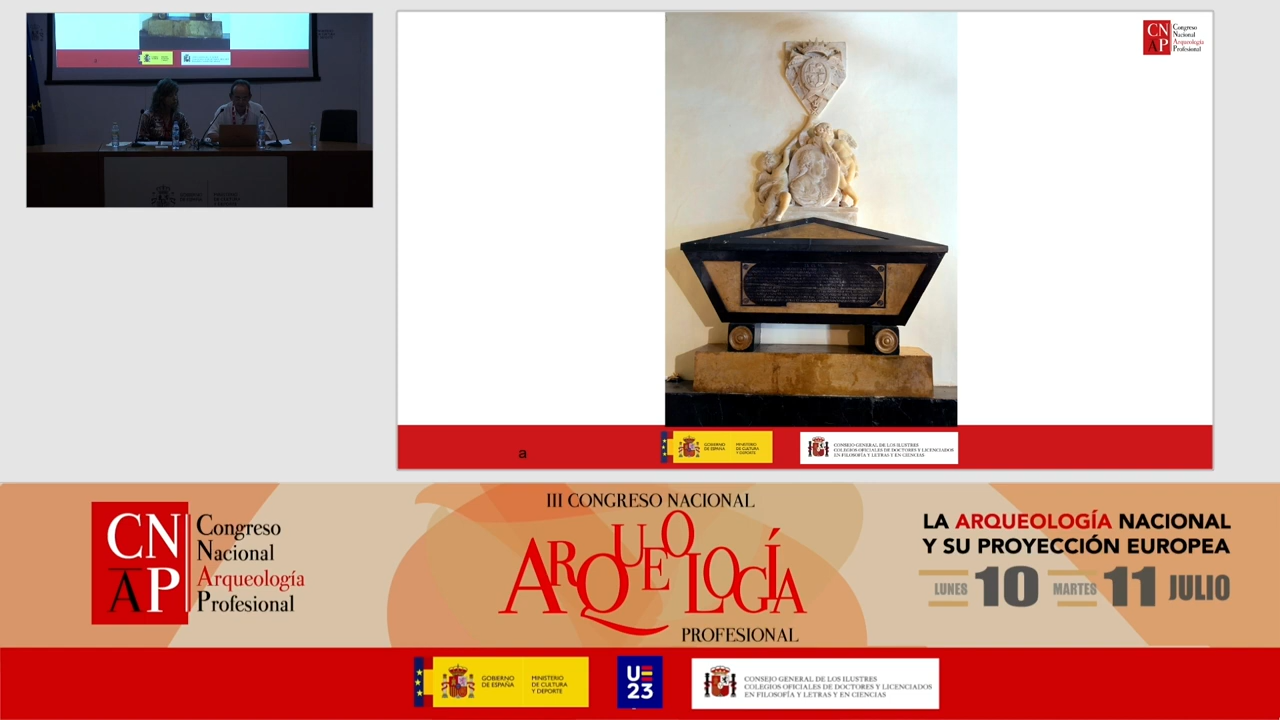 CN
AP
Congreso
Nacional
Arqueología
Profesional
a
GOBIERNO
DE ESPAÑA
MINISTERIO
DE CULTURA
Y DEPORTE
CONSEJO GENERAL DE LOS ILUSTRES
COLEGIOS OFICIALES DE DOCTORES Y LICENCIADOS
EN FILOSOFÍA Y LETRAS Y EN CIENCIAS
CN
AP
Congreso
Nacional
Arqueología
Profesional
III CONGRESO NACIONAL
ARQUEOLOGÍA
PROFESIONAL
LA ARQUEOLOGÍA NACIONAL
Y SU PROYECCIÓN EUROPEA
LUNES 10 MARTES 11 JULIO
GOBIERNO
DE ESPAÑA
MINISTERIO
DE CULTURA
Y DEPORTE
UE
23
CONSEJO GENERAL DE LOS ILUSTRES
COLEGIOS OFICIALES DE DOCTORES Y LICENCIADOS
EN FILOSOFÍA Y LETRAS Y EN CIENCIAS